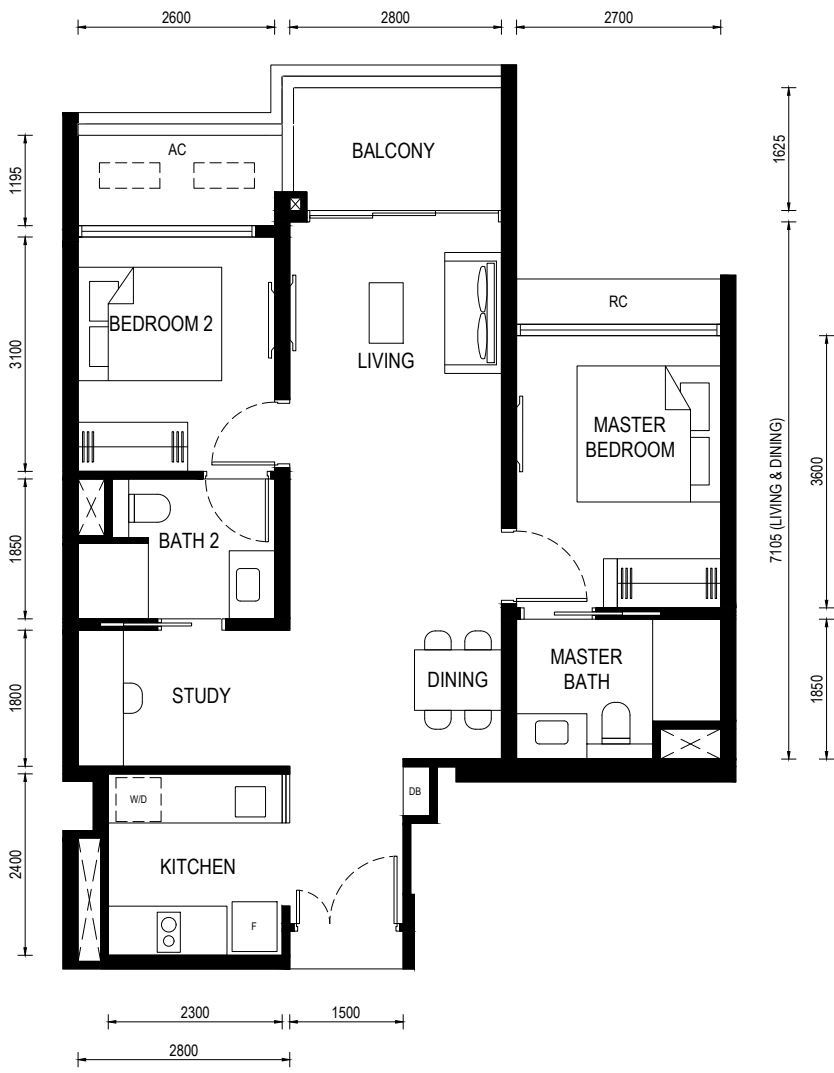 2600
2800
2700
AC
BALCONY
1195
1625
BEDROOM 2
LIVING
RC
3100
MASTER
BEDROOM
3600
7105 (LIVING & DINING)
BATH 2
1850
MASTER
BATH
STUDY
DINING
1800
1850
W/D
DB
KITCHEN
2400
F
2300
1500
2800